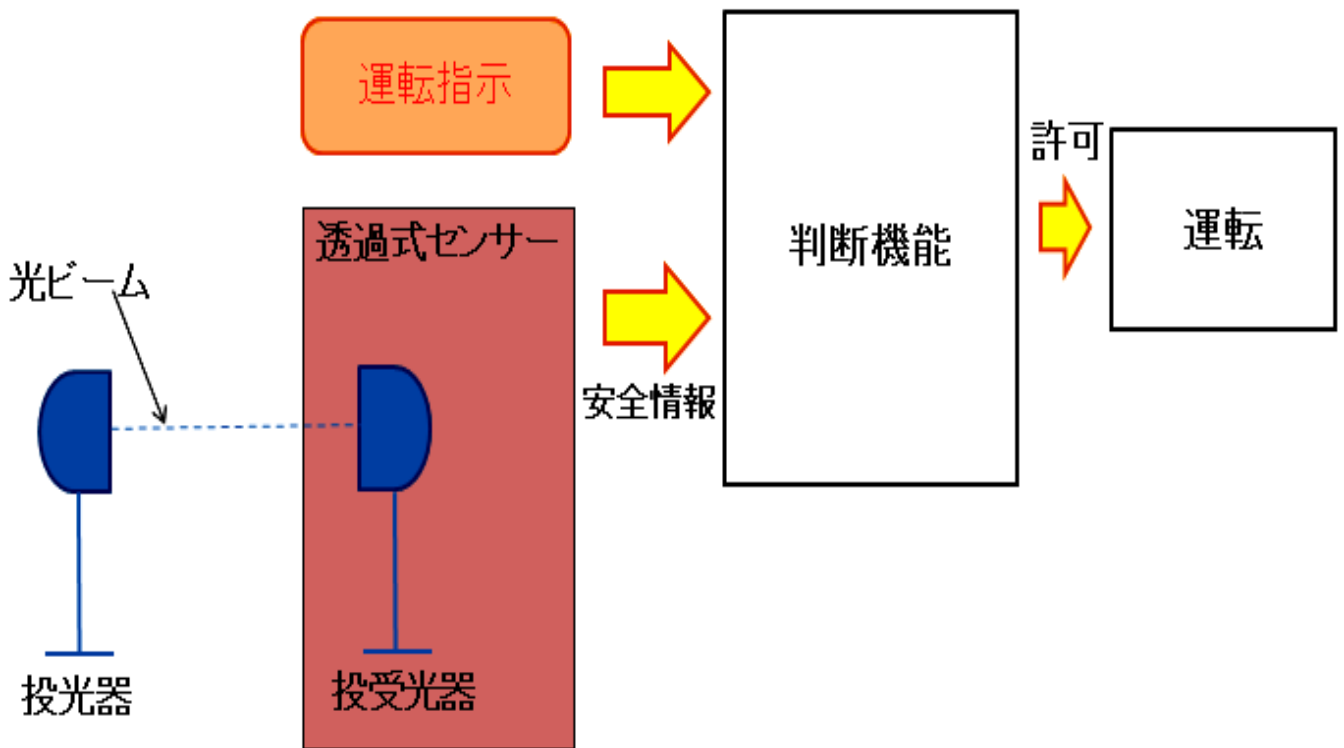 運転指示
許可
透過式センサー
判断機能
運転
光ビーム
安全情報
投光器
投受光器